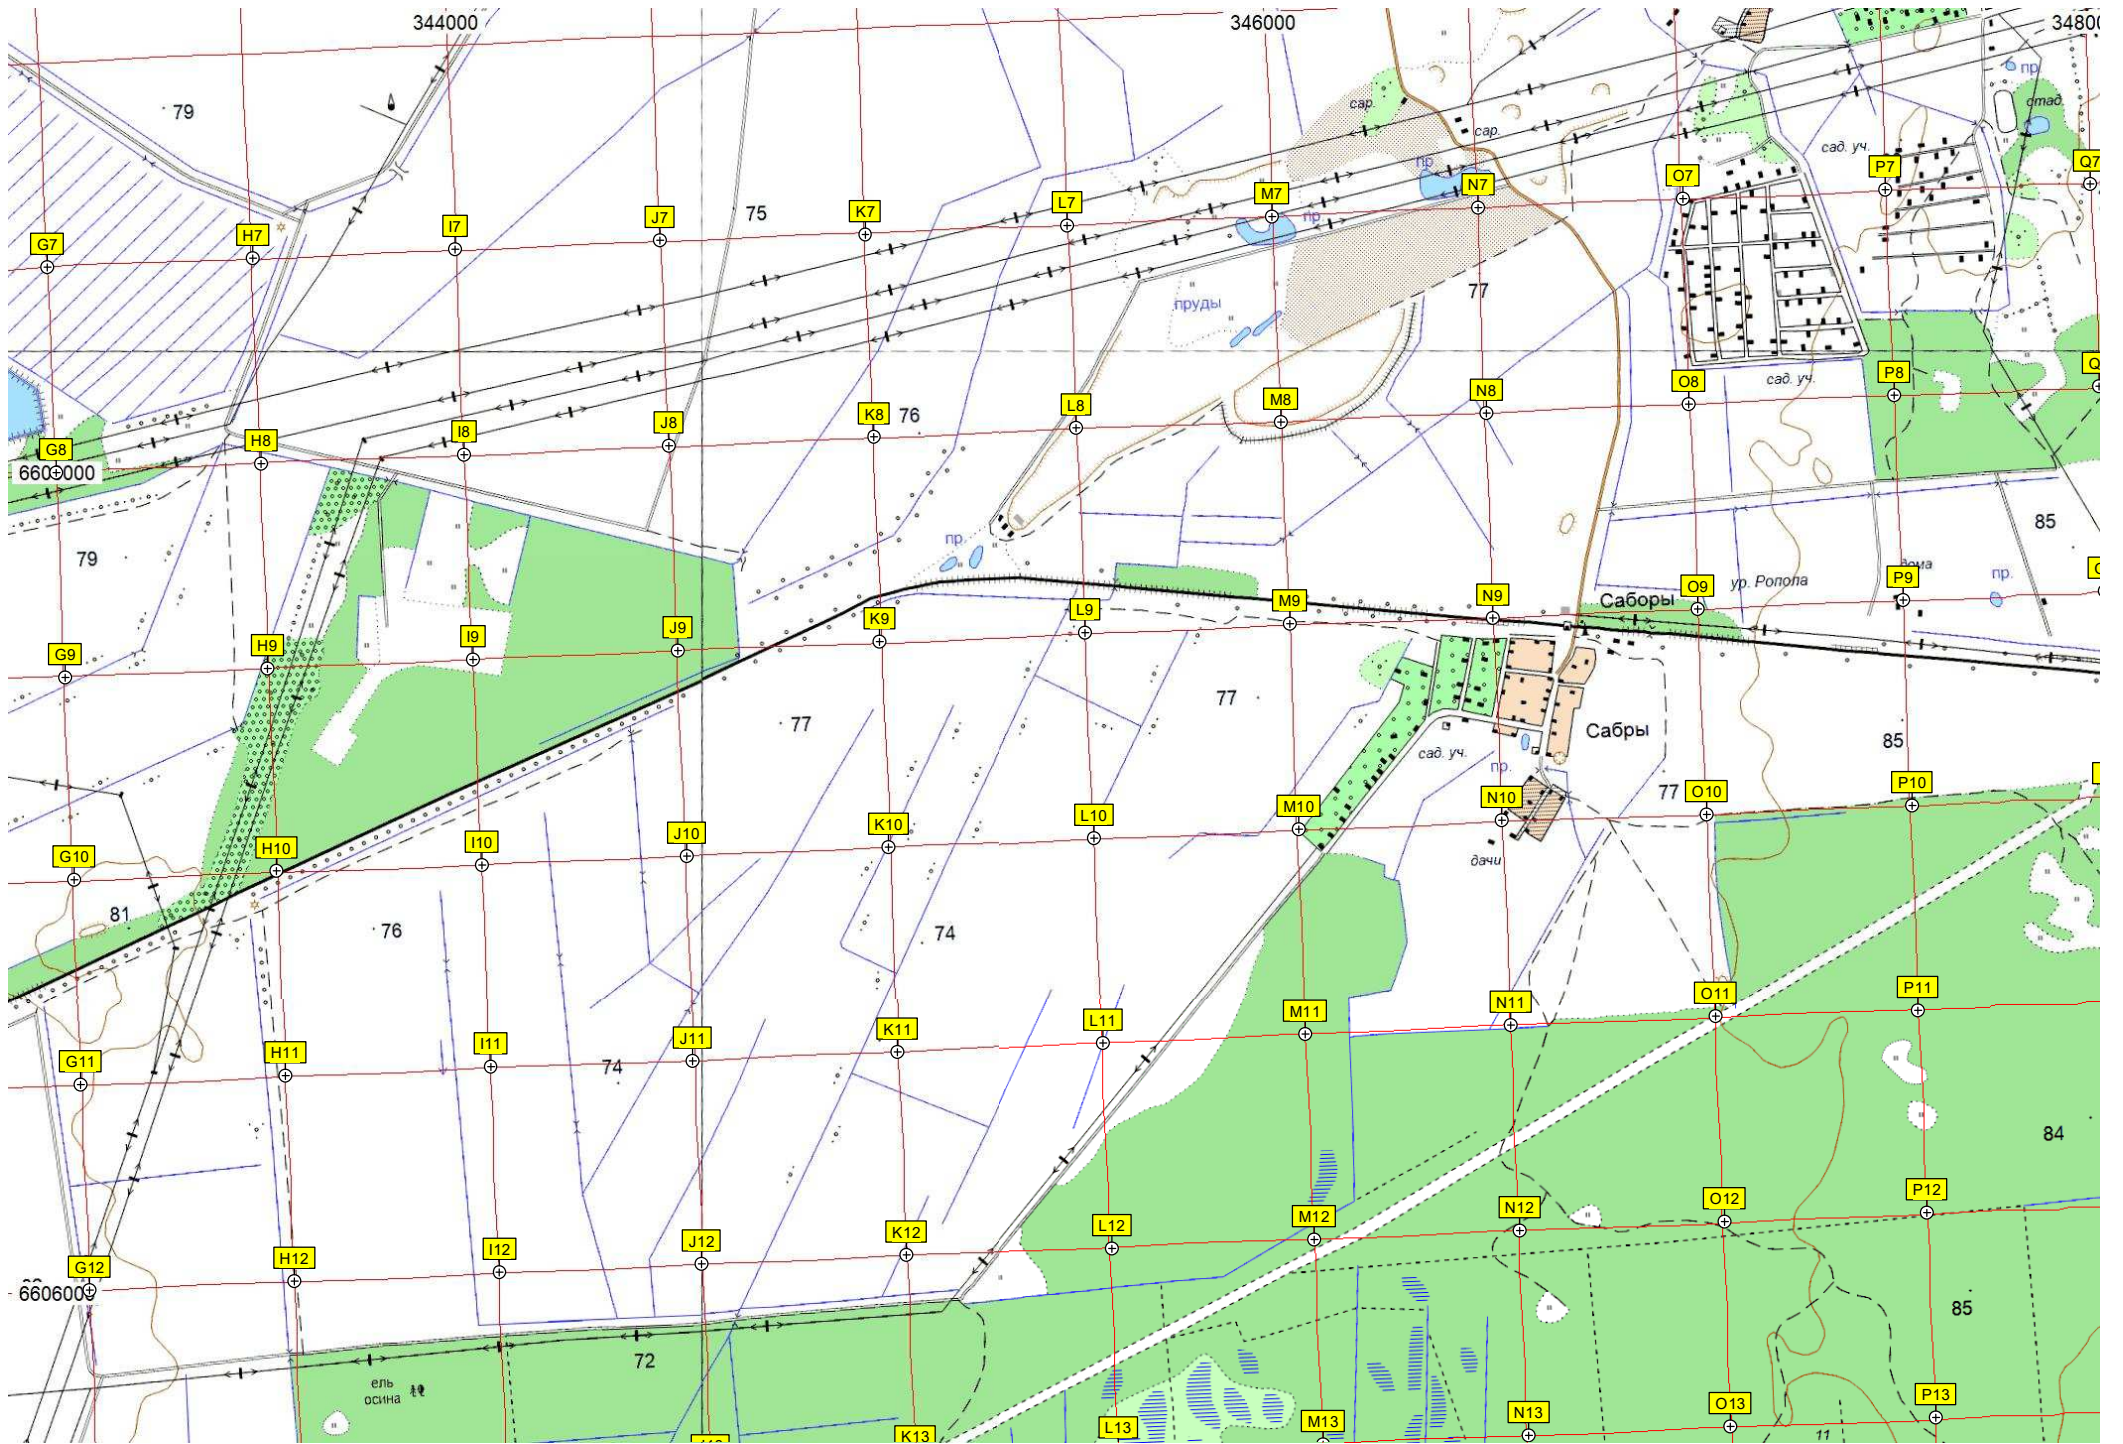 344000
346000
79
сар.
сар.
пр.
стад.
сад. уч.
пр.
G7
H7
I7
J7
75
K7
L7
M7
пр.
N7
O7
P7
Q7
пруды
77
сад. уч.
G8
H8
I8
J8
K8
76
L8
M8
N8
O8
P8
6608000
79
пр.
85
ур. Ропола
дома
пр.
G9
H9
I9
J9
K9
L9
M9
N9
Саборы
O9
P9
77
77
сад. уч.
Сабры
85
пр.
77
G10
H10
I10
J10
K10
L10
M10
N10
дачи
O10
P10
81
76
74
G11
H11
I11
74
J11
K11
L11
M11
N11
O11
P11
84
G12
H12
I12
J12
K12
L12
M12
N12
O12
P12
6606000
85
72
ель
осина
K13
L13
M13
N13
O13
P13
11